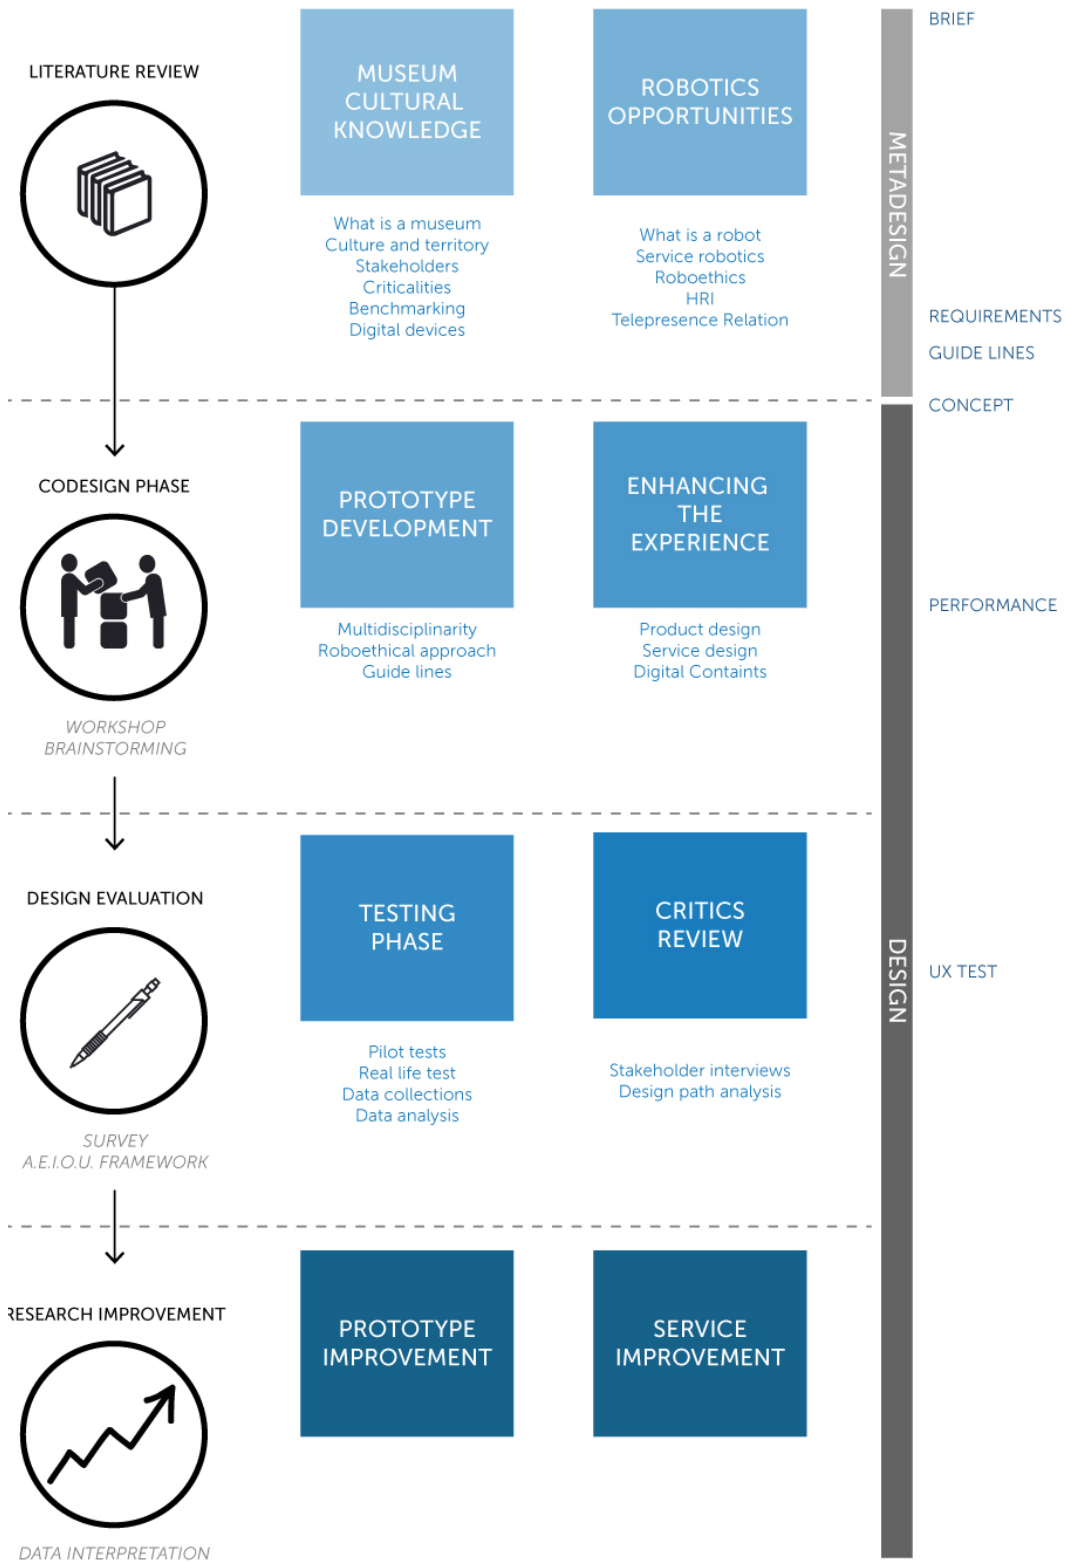 LITERATURE REVIEW
MUSEUM
CULTURAL
KNOWLEDGE
What is a museum
Culture and territory
Stakeholders
Criticalities
Benchmarking
Digital devices
ROBOTICS
OPPORTUNITIES
What is a robot
Service robotics
Roboethics
HRI
Telepresence Relation
METADESIGN
BRIEF
REQUIREMENTS
GUIDE LINES
CONCEPT
CODESIGN PHASE
WORKSHOP
BRAINSTORMING
PROTOTYPE
DEVELOPMENT
Multidisciplinarity
Roboethical approach
Guide lines
ENHANCING
THE
EXPERIENCE
Product design
Service design
Digital Containts
PERFORMANCE
DESIGN EVALUATION
SURVEY
A.E.I.O.U. FRAMEWORK
TESTING
PHASE
Pilot tests
Real life test
Data collections
Data analysis
CRITICS
REVIEW
Stakeholder interviews
Design path analysis
DESIGN
UX TEST
RESEARCH IMPROVEMENT
DATA INTERPRETATION
PROTOTYPE
IMPROVEMENT
SERVICE
IMPROVEMENT